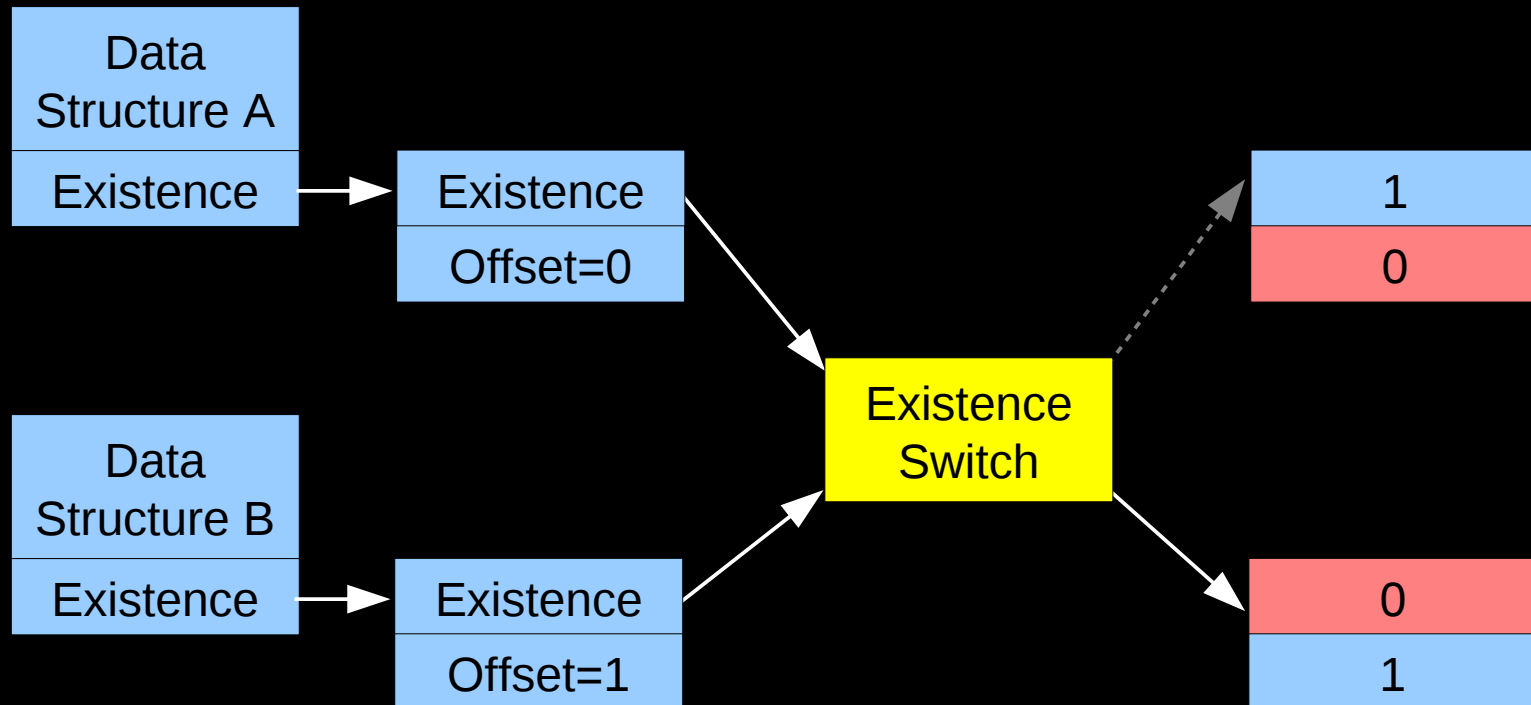 Data
Structure A
Existence
Existence
Offset=0
1
0
Existence
Switch
Data
Structure B
Existence
Existence
Offset=1
0
1